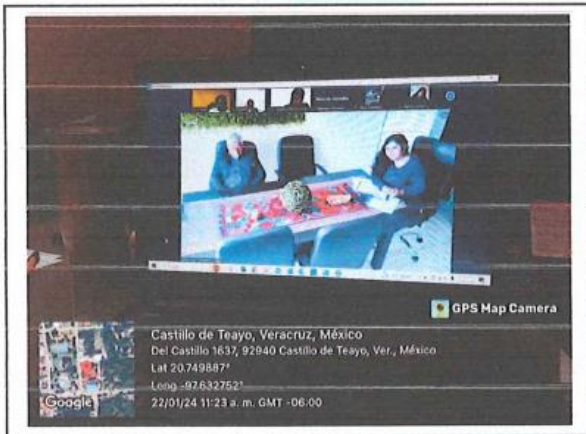 GPS Map Camera
Castillo de Teayo, Veracruz, México
Del Castillo 1637, 92940 Castillo de Teayo, Ver., México
Lat 20.749887°
Long -97.632752°
22/01/24 11:23 a. m. GMT -06:00
Google